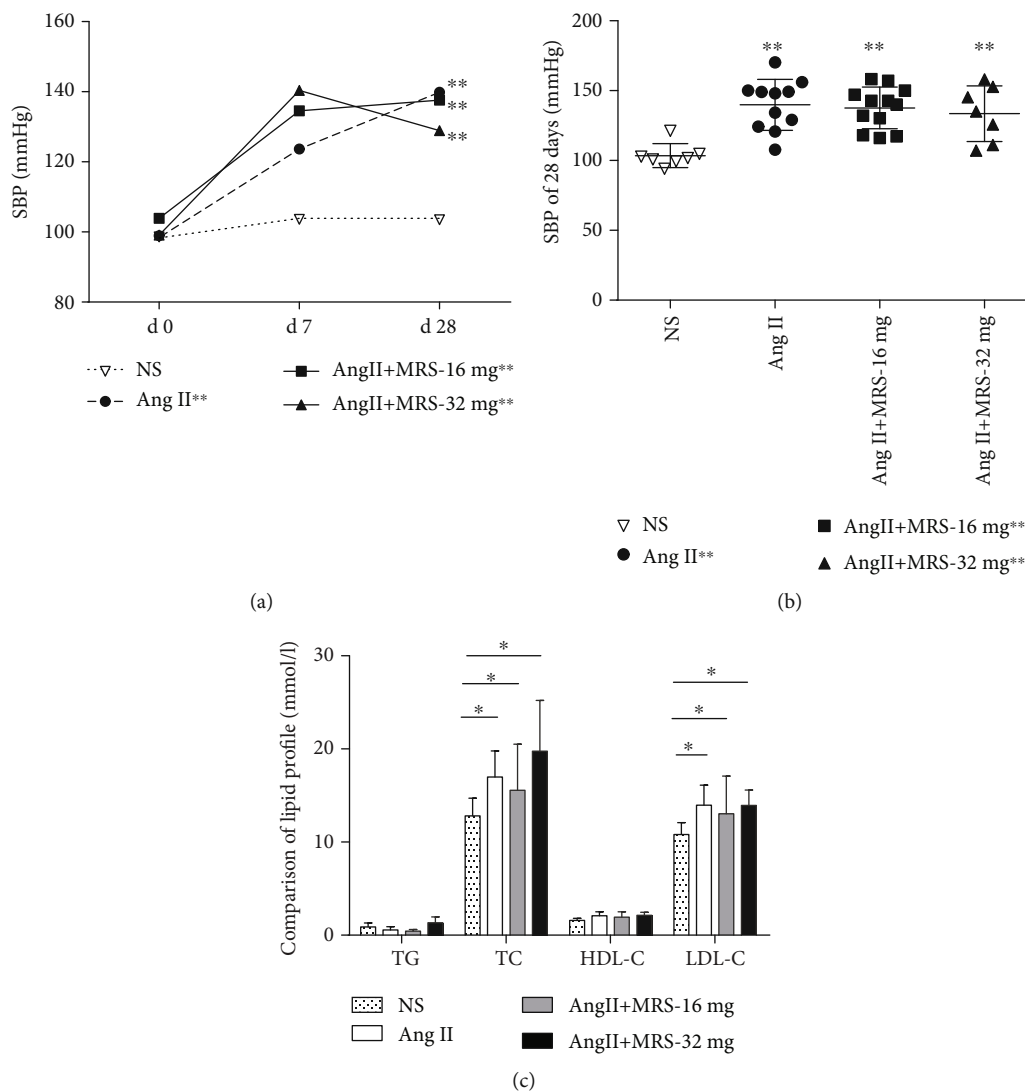 160
140
120
100
80
SBP (mmHg)
**
**
**
d 0
d 7
d 28
NS
Ang II**
AngII+MRS-16 mg**
AngII+MRS-32 mg**
(a)
200
150
100
50
0
SBP of 28 days (mmHg)
**
**
**
NS
Ang II
Ang II+MRS-16 mg
Ang II+MRS-32 mg
NS
Ang II**
AngII+MRS-16 mg**
AngII+MRS-32 mg**
(b)
30
20
10
0
Comparison of lipid profile (mmol/l)
*
*
*
*
*
*
TG
TC
HDL-C
LDL-C
NS
Ang II
AngII+MRS-16 mg
AngII+MRS-32 mg
(c)